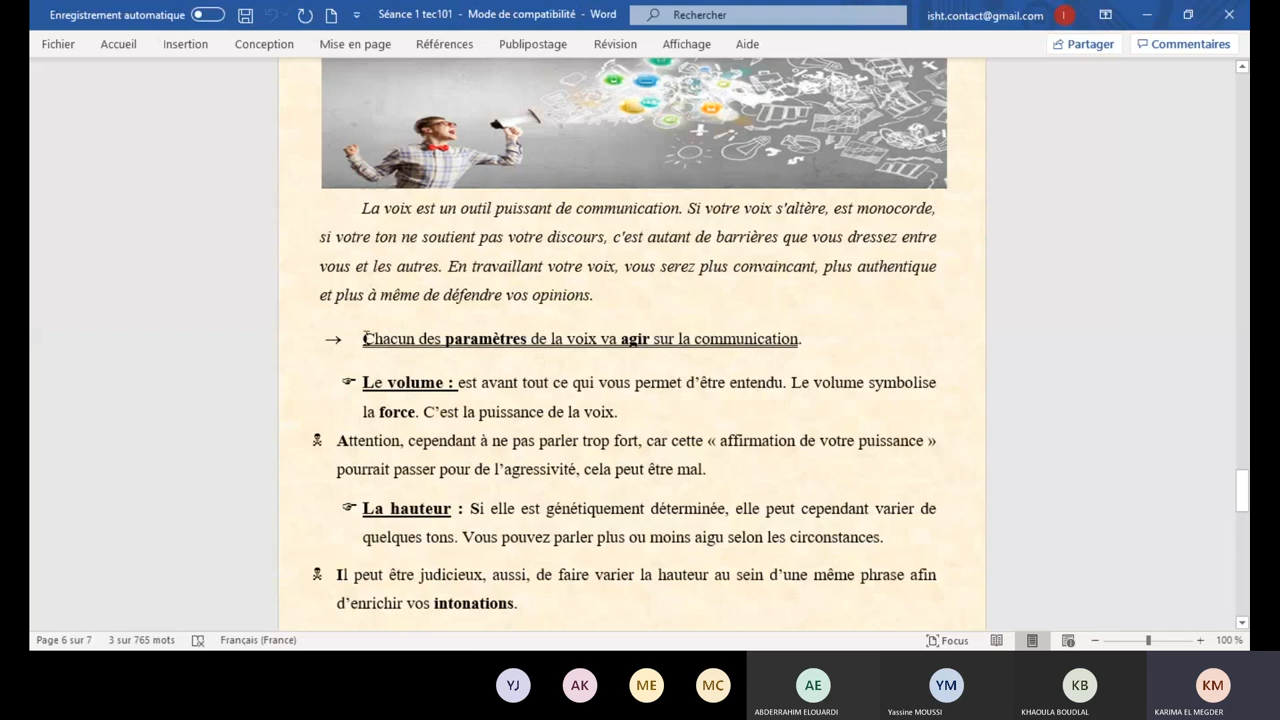 Enregistrement automatique
Séance 1 tec101 - Mode de compatibilité - Word
Rechercher
isht.contact@gmail.com
I
Fichier Accueil Insertion Conception Mise en page Références Publipostage Révision Affichage Aide
Partager
Commentaires
La voix est un outil puissant de communication. Si votre voix s'altère, est monocorde,
si votre ton ne soutient pas votre discours, c'est autant de barrières que vous dressez entre
vous et les autres. En travaillant votre voix, vous serez plus convaincant, plus authentique
et plus à même de défendre vos opinions.
→ Chacun des paramètres de la voix va agir sur la communication.
☞ Le volume : est avant tout ce qui vous permet d’être entendu. Le volume symbolise
la force. C’est la puissance de la voix.
☠ Attention, cependant à ne pas parler trop fort, car cette « affirmation de votre puissance »
pourrait passer pour de l’agressivité, cela peut être mal.
☞ La hauteur : Si elle est génétiquement déterminée, elle peut cependant varier de
quelques tons. Vous pouvez parler plus ou moins aigu selon les circonstances.
☠ Il peut être judicieux, aussi, de faire varier la hauteur au sein d’une même phrase afin
d’enrichir vos intonations.
Page 6 sur 7 3 sur 765 mots Français (France)
Focus
100 %
YJ AK ME MC AE YM KB KM
ABDERRAHIM ELOUARDI Yassine MOUSSI KHAOULA BOUDLAL KARIMA EL MEGDER